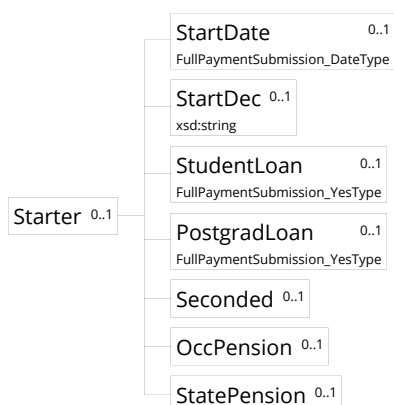 StartDate 0..1
FullPaymentSubmission_DateType
StartDec 0..1
xsd:string
StudentLoan 0..1
FullPaymentSubmission_YesType
Starter 0..1
PostgradLoan 0..1
FullPaymentSubmission_YesType
Seconded 0..1
OccPension 0..1
StatePension 0..1